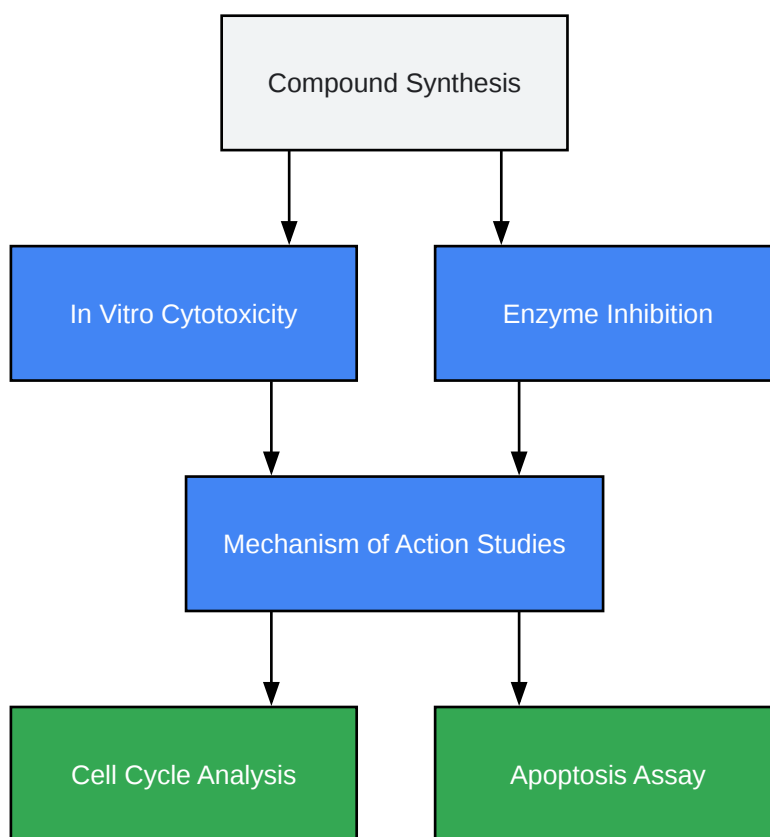 Compound Synthesis
In Vitro Cytotoxicity
Enzyme Inhibition
Mechanism of Action Studies
Cell Cycle Analysis
Apoptosis Assay